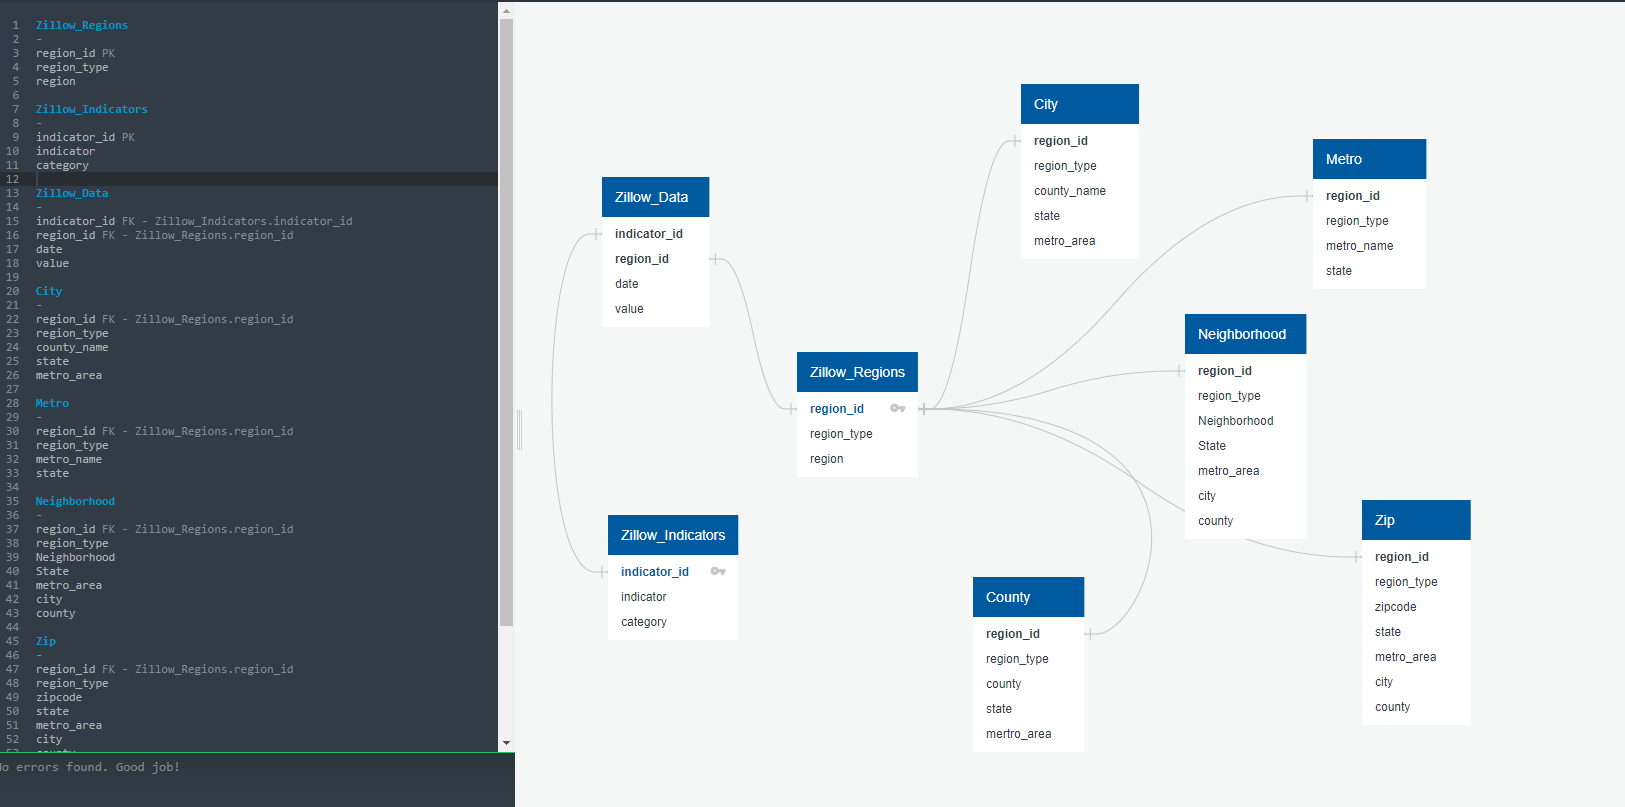 1 Zillow_Regions
2 -
3 region_id PK
4 region_type
5 region
6
7 Zillow_Indicators
8 -
9 indicator_id PK
10 indicator
11 category
12
13 Zillow_Data
14 -
15 indicator_id FK - Zillow_Indicators.indicator_id
16 region_id FK - Zillow_Regions.region_id
17 date
18 value
19
20 City
21 -
22 region_id FK - Zillow_Regions.region_id
23 region_type
24 county_name
25 state
26 metro_area
27
28 Metro
29 -
30 region_id FK - Zillow_Regions.region_id
31 region_type
32 metro_name
33 state
34
35 Neighborhood
36 -
37 region_id FK - Zillow_Regions.region_id
38 region_type
39 Neighborhood
40 State
41 metro_area
42 city
43 county
44
45 Zip
46 -
47 region_id FK - Zillow_Regions.region_id
48 region_type
49 zipcode
50 state
51 metro_area
52 city
No errors found. Good job!
Zillow_Data
indicator_id
region_id
date
value
Zillow_Indicators
indicator_id
indicator
category
Zillow_Regions
region_id
region_type
region
City
region_id
region_type
county_name
state
metro_area
Metro
region_id
region_type
metro_name
state
Neighborhood
region_id
region_type
Neighborhood
State
metro_area
city
county
County
region_id
region_type
county
state
mertro_area
Zip
region_id
region_type
zipcode
state
metro_area
city
county